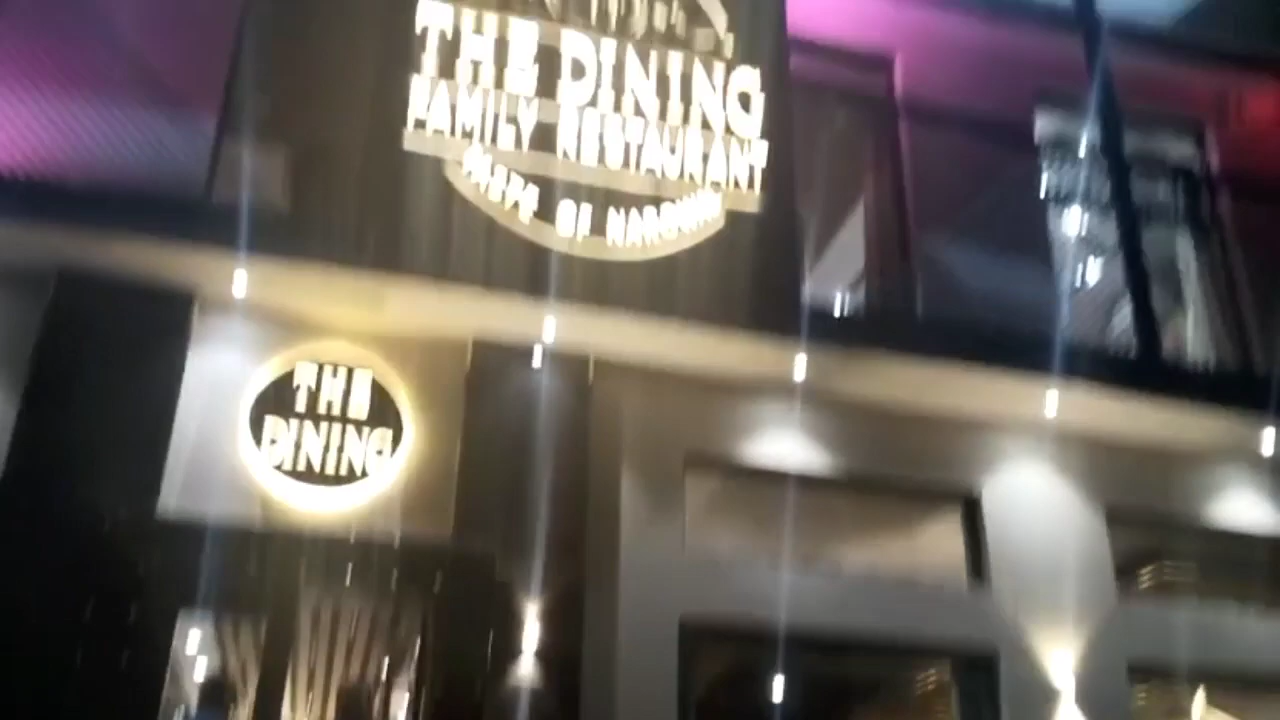 THE DINING
FAMILY RESTAURANT
OF
THE
DINING